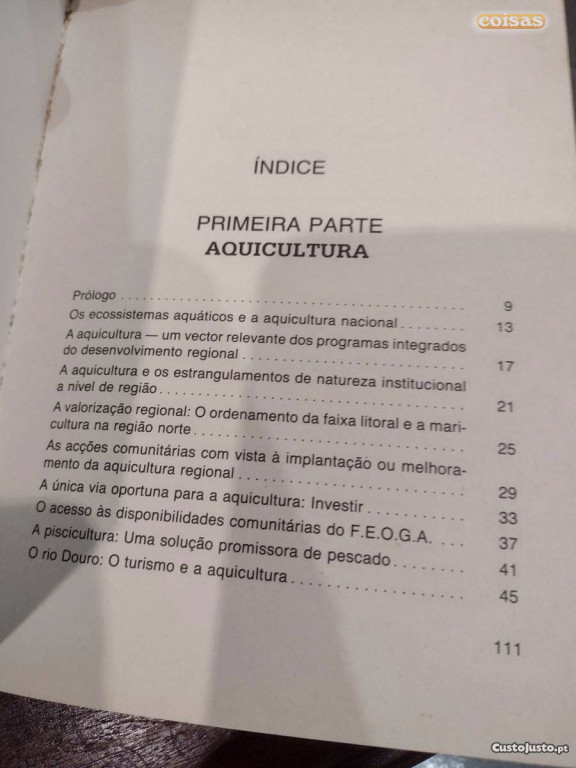 coisas
ÍNDICE
PRIMEIRA PARTE
AQUICULTURA
Prólogo ........................................ 9
Os ecossistemas aquáticos e a aquicultura nacional ........ 13
A aquicultura — um vector relevante dos programas integrados
do desenvolvimento regional .......................... 17
A aquicultura e os estrangulamentos de natureza institucional
a nível de região .................................... 21
A valorização regional: O ordenamento da faixa litoral e a mari-
cultura na região norte ................................ 25
As acções comunitárias com vista à implantação ou melhora-
mento da aquicultura regional .......................... 29
A única via oportuna para a aquicultura: Investir ............ 33
O acesso às disponibilidades comunitárias do F.E.O.G.A. ... 37
A piscicultura: Uma solução promissora de pescado ........ 41
O rio Douro: O turismo e a aquicultura .................... 45
111
CustoJusto.pt